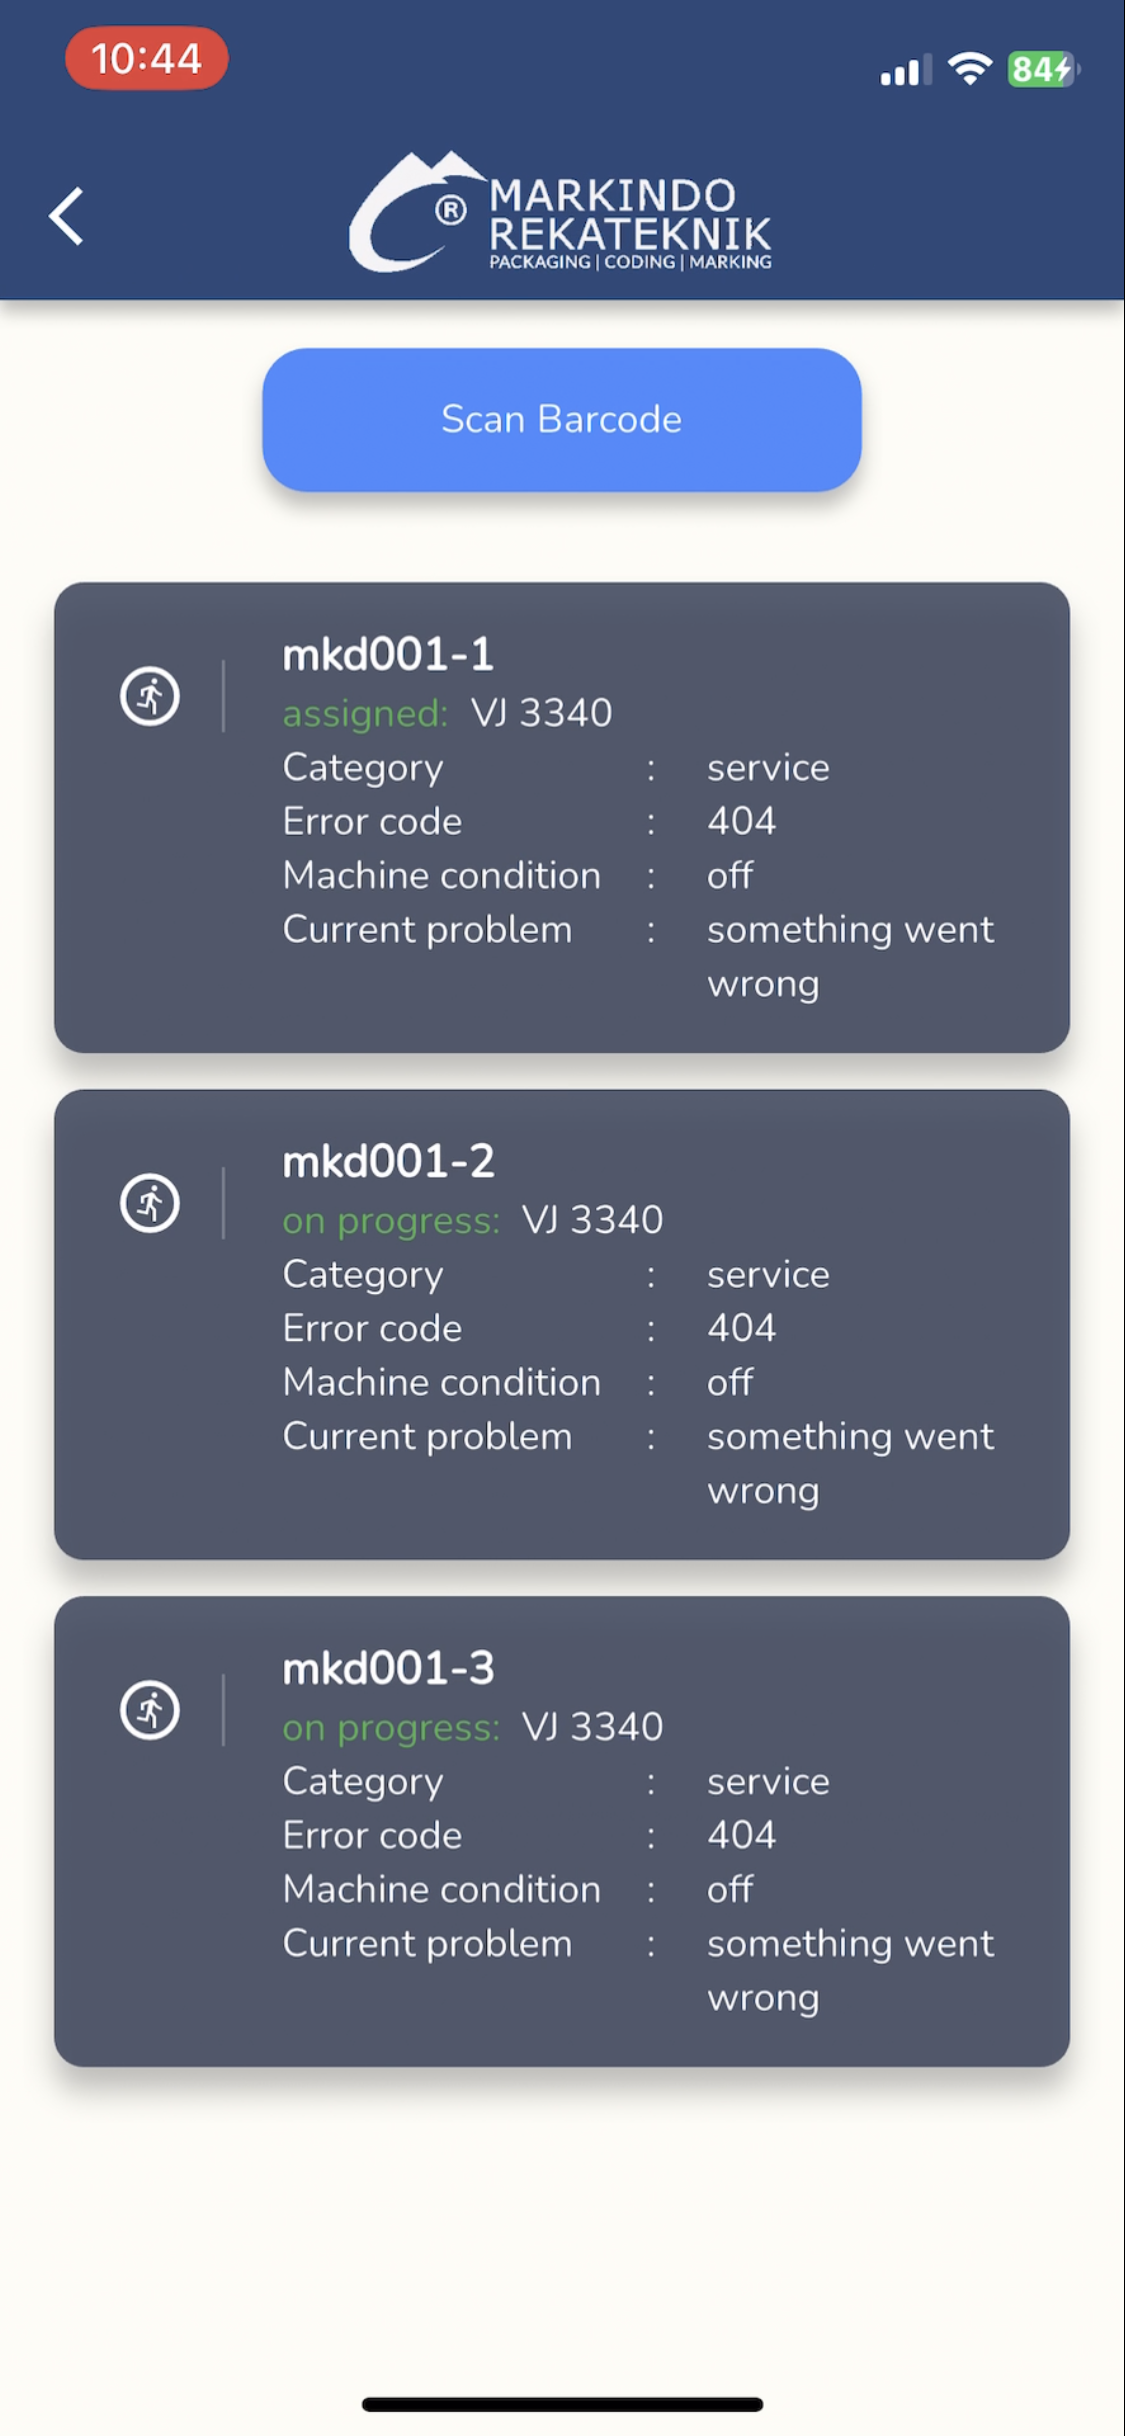 10:44
84
® MARKINDO
REKATEKNIK
PACKAGING | CODING | MARKING
Scan Barcode
mkd001-1
assigned: VJ 3340
Category : service
Error code : 404
Machine condition : off
Current problem : something went
wrong
mkd001-2
on progress: VJ 3340
Category : service
Error code : 404
Machine condition : off
Current problem : something went
wrong
mkd001-3
on progress: VJ 3340
Category : service
Error code : 404
Machine condition : off
Current problem : something went
wrong